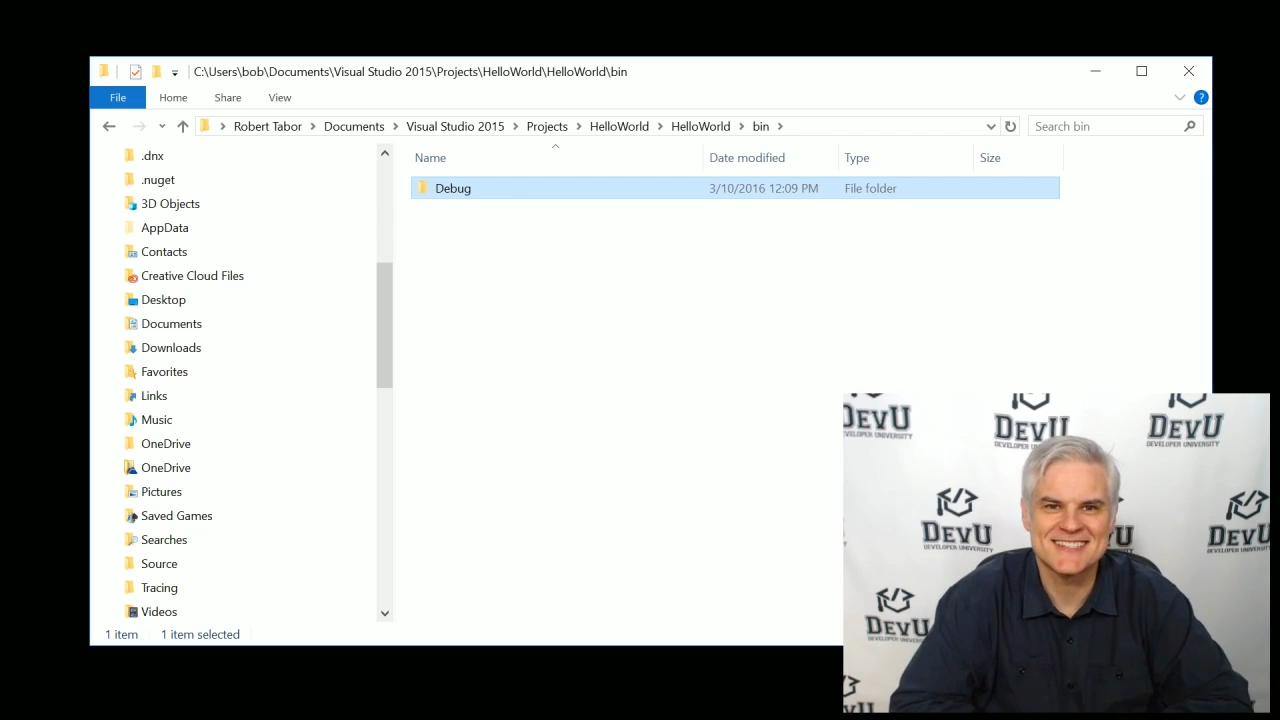 C:\Users\bob\Documents\Visual Studio 2015\Projects\HelloWorld\HelloWorld\bin
File Home Share View
Robert Tabor Documents Visual Studio 2015 Projects HelloWorld HelloWorld bin
Search bin
Name Date modified Type Size
Debug 3/10/2016 12:09 PM File folder
.dnx
.nuget
3D Objects
AppData
Contacts
Creative Cloud Files
Desktop
Documents
Downloads
Favorites
Links
Music
OneDrive
OneDrive
Pictures
Saved Games
Searches
Source
Tracing
Videos
1 item 1 item selected
DEVU
DEVELOPER UNIVERSITY
DEVU
DEVELOPER UNIVERSITY
DEVU
DEVELOPER UNIVERSITY
DEVU
DEVELOPER UNIVERSITY
DEVU
DEVELOPER UNIVERSITY
DEVU
DEVELOPER UNIVERSITY